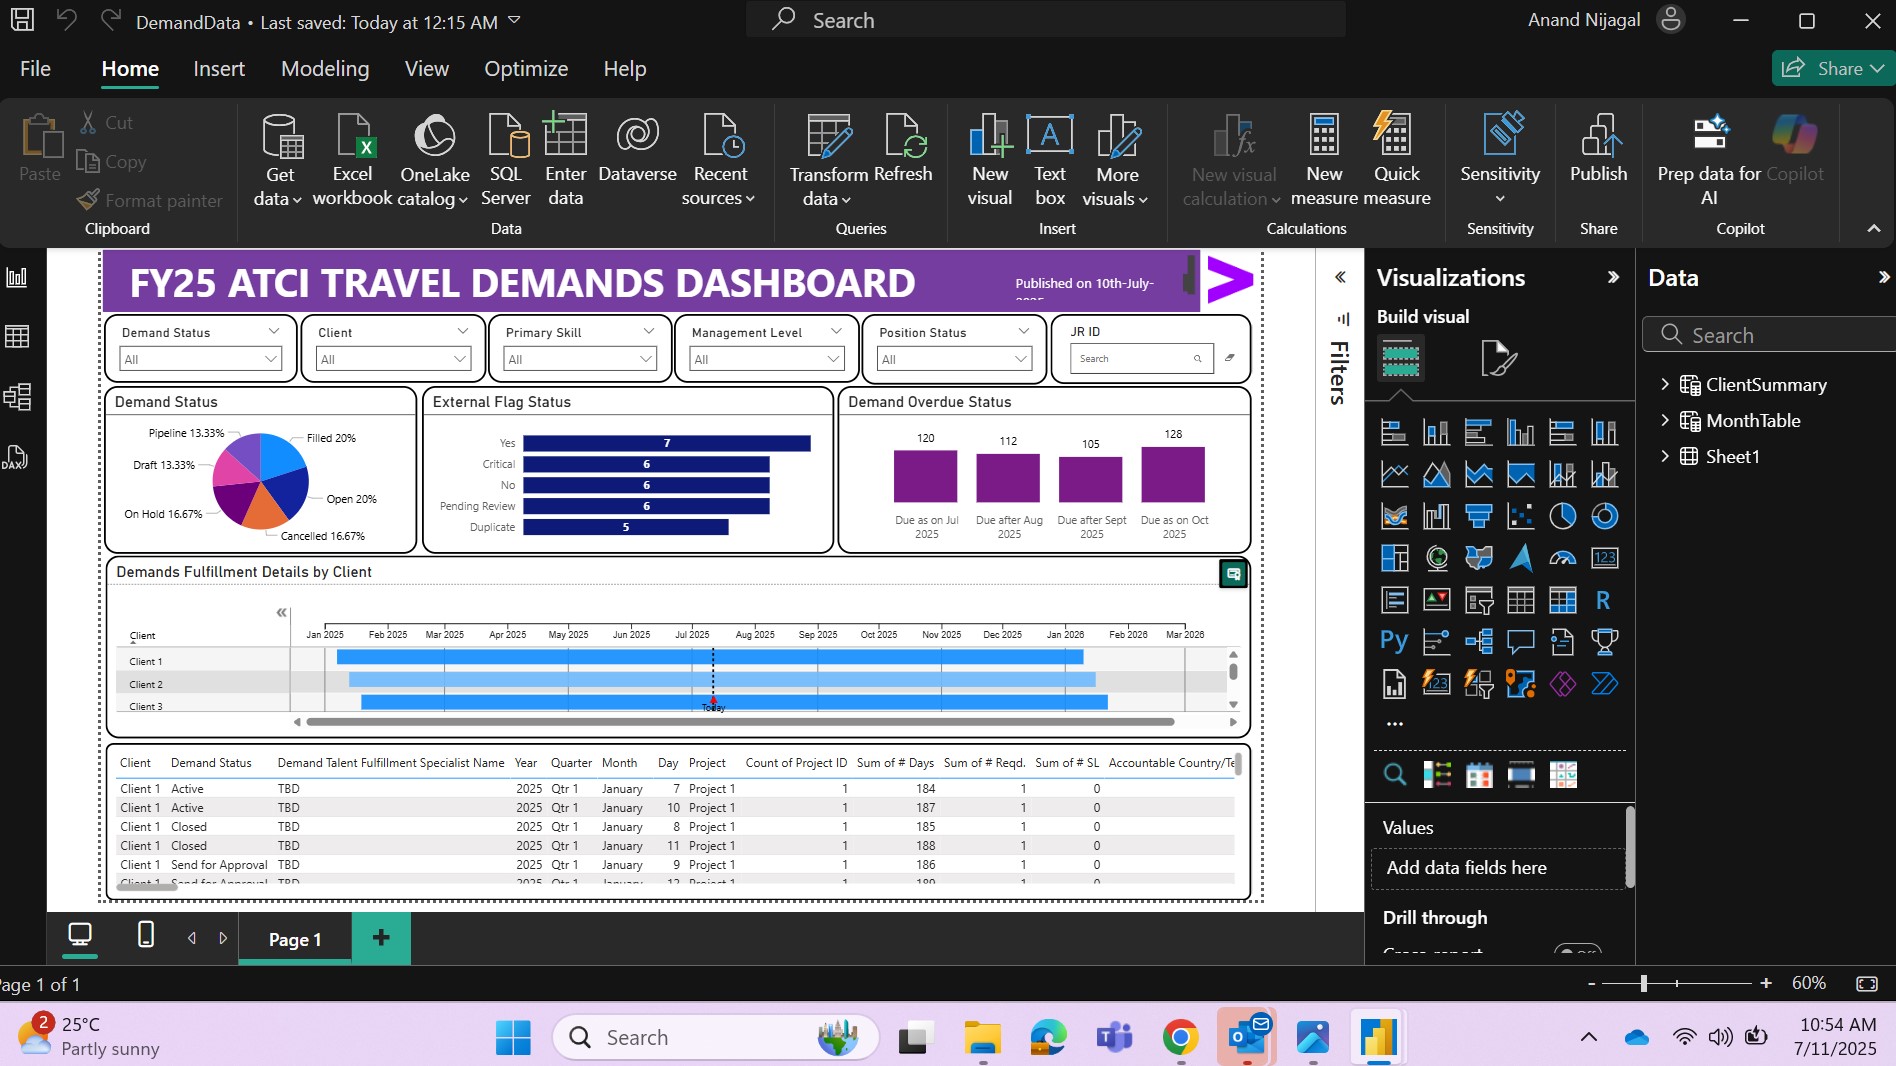 DemandData • Last saved: Today at 12:15 AM
Search
Anand Nijagal
File Home Insert Modeling View Optimize Help
Share
Paste
Cut
Copy
Format painter
Clipboard
Get data
Excel workbook
OneLake catalog
SQL Server
Enter data
Dataverse
Recent sources
Data
Transform data
Refresh
Queries
New visual
Text box
More visuals
Insert
New visual calculation
New measure
Quick measure
Calculations
Sensitivity
Sensitivity
Publish
Share
Prep data for AI
Copilot
Copilot
FY25 ATCI TRAVEL DEMANDS DASHBOARD
Published on 10th-July-
Demand Status
All
Client
All
Primary Skill
All
Management Level
All
Position Status
All
JR ID
Search
Demand Status
Pipeline 13.33%
Filled 20%
Draft 13.33%
Open 20%
On Hold 16.67%
Cancelled 16.67%
External Flag Status
Yes 7
Critical 6
No 6
Pending Review 6
Duplicate 5
Demand Overdue Status
120 112 105 128
Due as on Jul 2025
Due after Aug 2025
Due after Sept 2025
Due as on Oct 2025
Demands Fulfillment Details by Client
Client
Jan 2025 Feb 2025 Mar 2025 Apr 2025 May 2025 Jun 2025 Jul 2025 Aug 2025 Sep 2025 Oct 2025 Nov 2025 Dec 2025 Jan 2026 Feb 2026 Mar 2026
Client 1
Client 2
Client 3
Today
Client Demand Status Demand Talent Fulfillment Specialist Name Year Quarter Month Day Project Count of Project ID Sum of # Days Sum of # Reqd. Sum of # SL Accountable Country/Te
Client 1 Active TBD 2025 Qtr 1 January 7 Project 1 1 184 1 0
Client 1 Active TBD 2025 Qtr 1 January 10 Project 1 1 187 1 0
Client 1 Closed TBD 2025 Qtr 1 January 8 Project 1 1 185 1 0
Client 1 Closed TBD 2025 Qtr 1 January 11 Project 1 1 188 1 0
Client 1 Send for Approval TBD 2025 Qtr 1 January 9 Project 1 1 186 1 0
Filters
Visualizations
Build visual
R
Py
123
Values
Add data fields here
Drill through
Data
Search
ClientSummary
MonthTable
Sheet1
DAX
Page 1
Page 1 of 1
60%
2
25°C
Partly sunny
Search
10:54 AM
7/11/2025